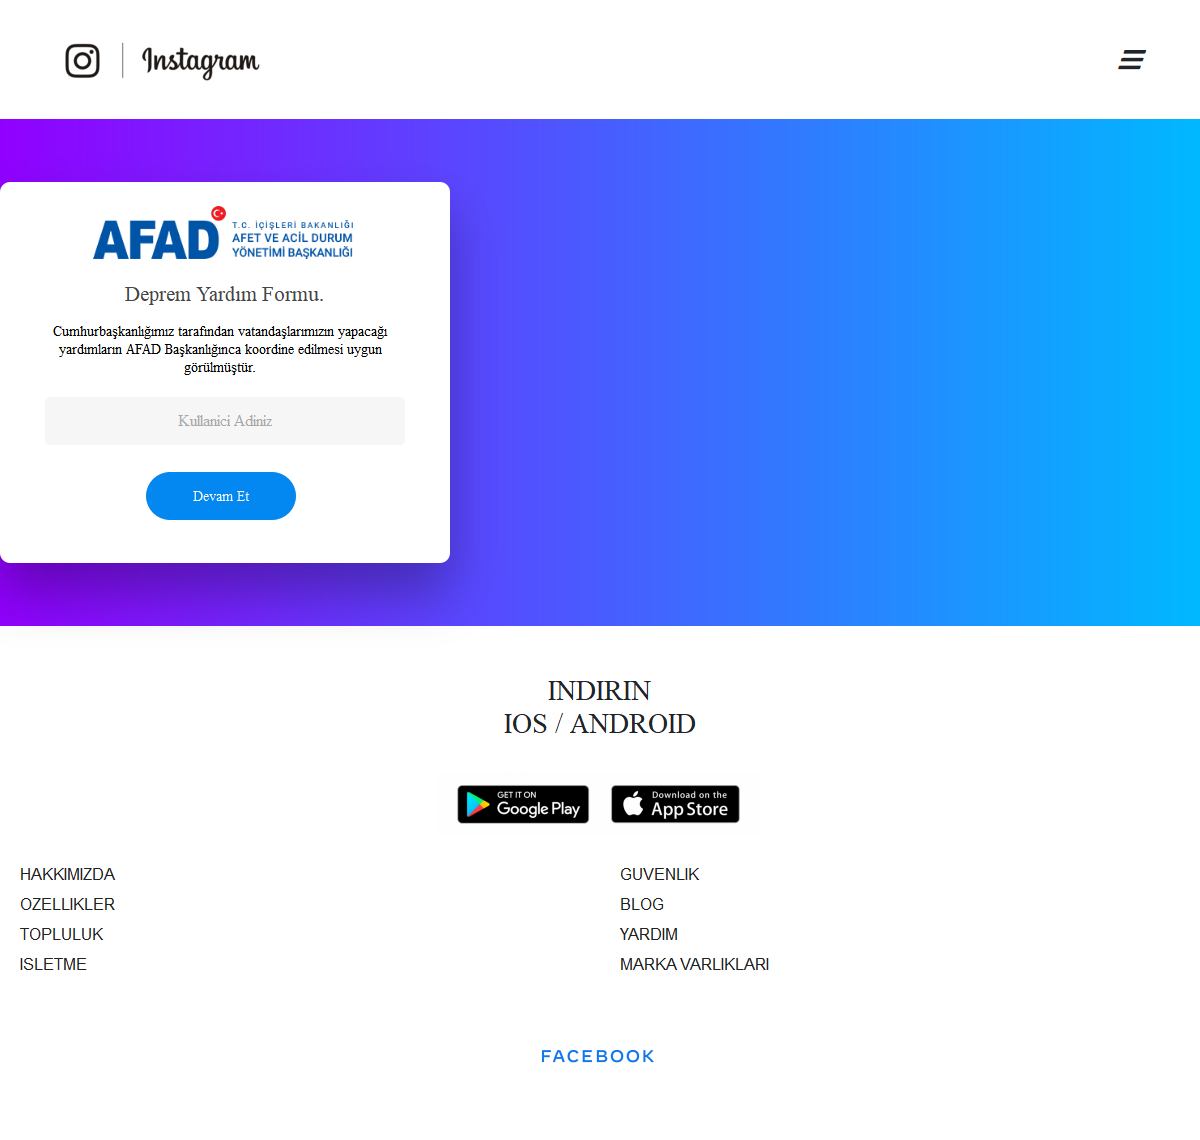 Instagram
AFAD
T.C. İÇİŞLERİ BAKANLIĞI
AFET VE ACİL DURUM
YÖNETİMİ BAŞKANLIĞI
Deprem Yardım Formu.
Cumhurbaşkanlığımız tarafından vatandaşlarımızın yapacağı
yardımların AFAD Başkanlığınca koordine edilmesi uygun
görülmüştür.
Kullanici Adiniz
Devam Et
INDIRIN
IOS / ANDROID
GET IT ON
Google Play
Download on the
App Store
HAKKIMIZDA
OZELLIKLER
TOPLULUK
ISLETME
GUVENLIK
BLOG
YARDIM
MARKA VARLIKLARI
FACEBOOK